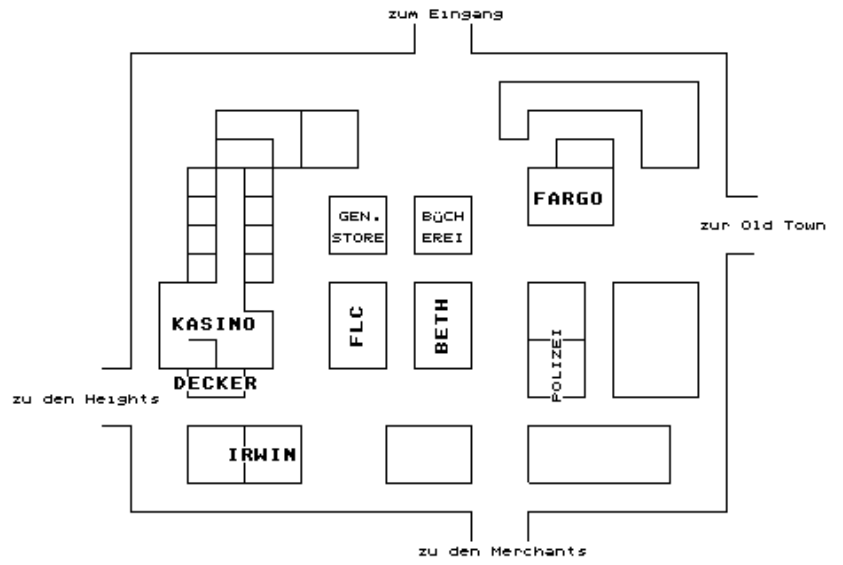 zum Eingang
FARGO
GEN.
STORE
BüCH
EREI
zur Old Town
KASINO
FLC
BETH
POLIZEI
DECKER
zu den Heights
IRWIN
zu den Merchants